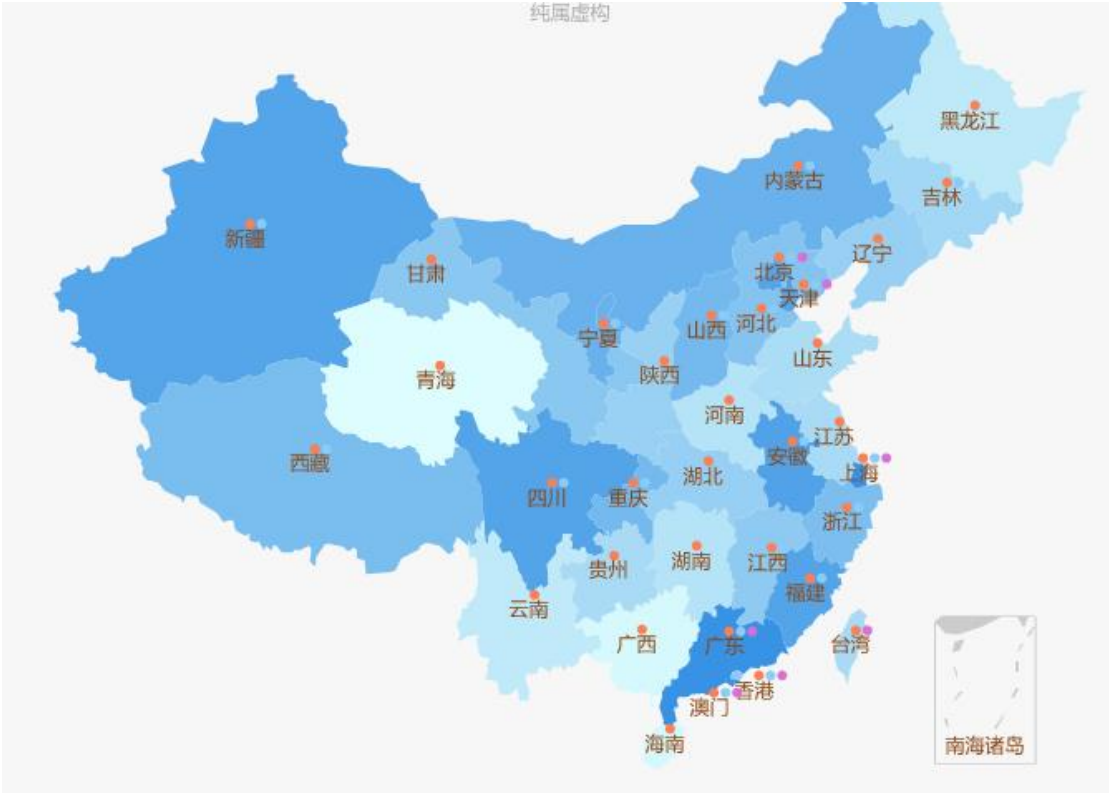 纯属虚构
黑龙江
内蒙古
吉林
新疆
辽宁
甘肃
北京
天津
宁夏
山西
河北
山东
青海
陕西
河南
江苏
西藏
湖北
安徽
上海
四川
重庆
浙江
贵州
湖南
江西
云南
福建
广西
广东
台湾
香港
澳门
海南
南海诸岛